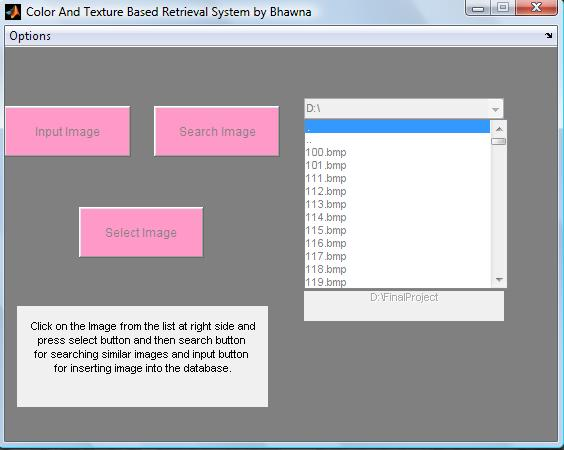 Color And Texture Based Retrieval System by Bhawna
Options
Input Image
Search Image
Select Image
D:\
.
..
100.bmp
101.bmp
111.bmp
112.bmp
113.bmp
114.bmp
115.bmp
116.bmp
117.bmp
118.bmp
119.bmp
D:\FinalProject
Click on the Image from the list at right side and
press select button and then search button
for searching similar images and input button
for inserting image into the database.